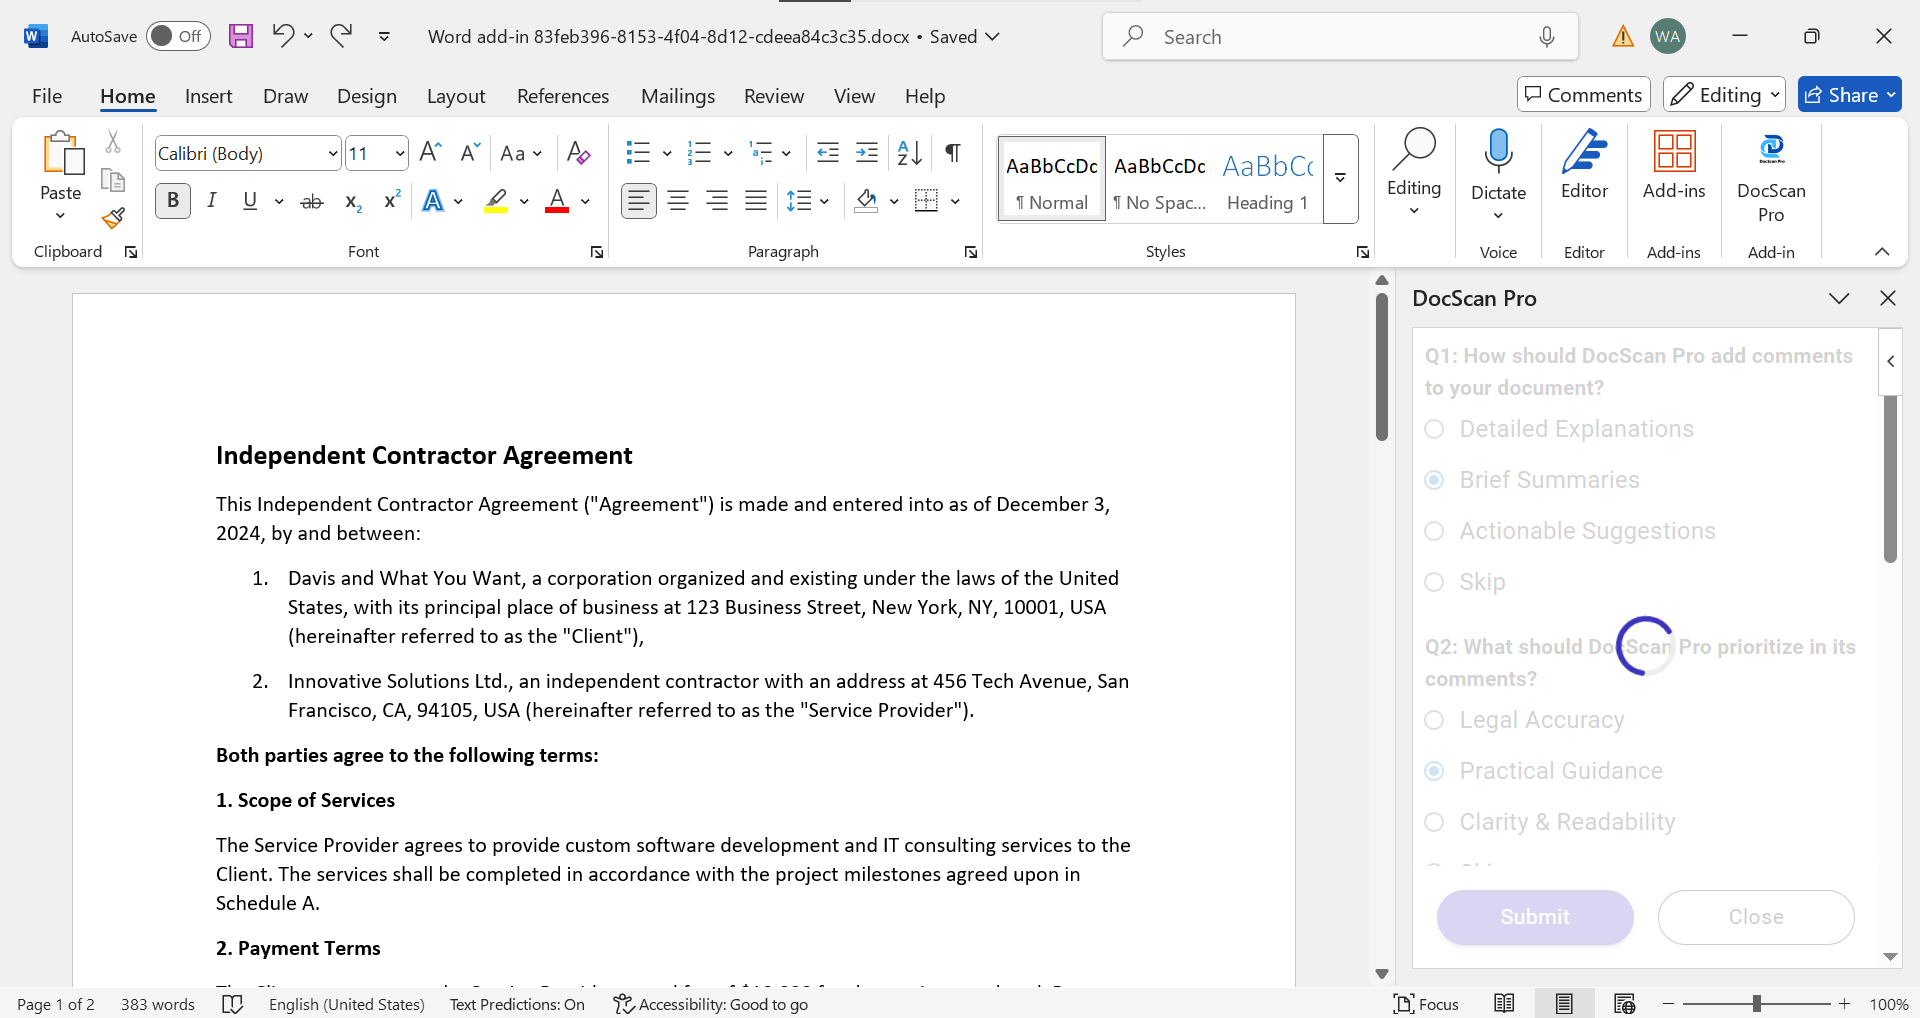 AutoSave Off Word add-in 83feb396-8153-4f04-8d12-cdeea84c3c35.docx • Saved Search WA
File Home Insert Draw Design Layout References Mailings Review View Help Comments Editing Share
Paste
Clipboard
Calibri (Body) 11
Font
Paragraph
AaBbCcDc AaBbCcDc AaBbCc
¶ Normal ¶ No Spac... Heading 1
Styles
Editing
Dictate
Voice
Editor
Editor
Add-ins
Add-ins
DocScan
Pro
Add-in
Independent Contractor Agreement
This Independent Contractor Agreement ("Agreement") is made and entered into as of December 3,
2024, by and between:
1. Davis and What You Want, a corporation organized and existing under the laws of the United
States, with its principal place of business at 123 Business Street, New York, NY, 10001, USA
(hereinafter referred to as the "Client"),
2. Innovative Solutions Ltd., an independent contractor with an address at 456 Tech Avenue, San
Francisco, CA, 94105, USA (hereinafter referred to as the "Service Provider").
Both parties agree to the following terms:
1. Scope of Services
The Service Provider agrees to provide custom software development and IT consulting services to the
Client. The services shall be completed in accordance with the project milestones agreed upon in
Schedule A.
2. Payment Terms
DocScan Pro
Q1: How should DocScan Pro add comments
to your document?
Detailed Explanations
Brief Summaries
Actionable Suggestions
Skip
Q2: What should DocScan Pro prioritize in its
comments?
Legal Accuracy
Practical Guidance
Clarity & Readability
Submit Close
Page 1 of 2 383 words English (United States) Text Predictions: On Accessibility: Good to go Focus 100%